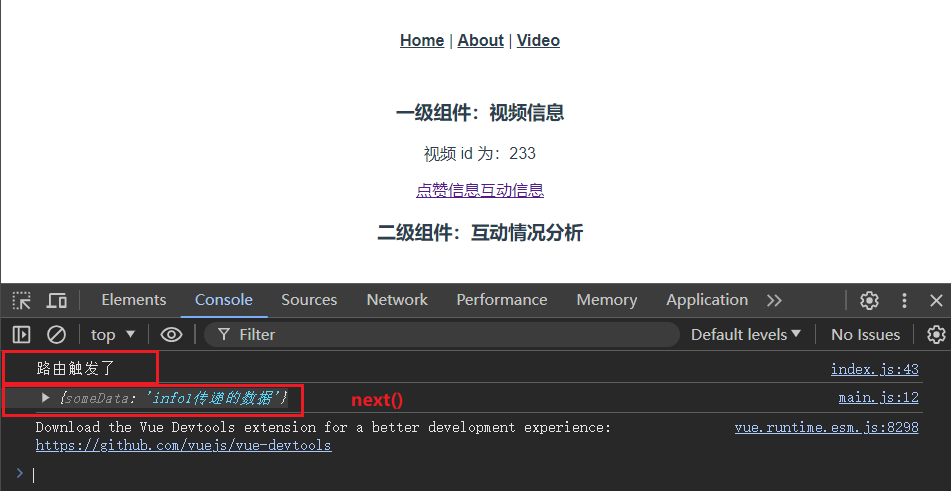 Home | About | Video
一级组件：视频信息
视频 id 为：233
点赞信息互动信息
二级组件：互动情况分析
Elements Console Sources Network Performance Memory Application
top ▼ Filter Default levels ▼ No Issues
路由触发了 index.js:43
▶ {someData: 'info1传递的数据'} next() main.js:12
Download the Vue Devtools extension for a better development experience: vue.runtime.esm.js:8298
https://github.com/vuejs/vue-devtools